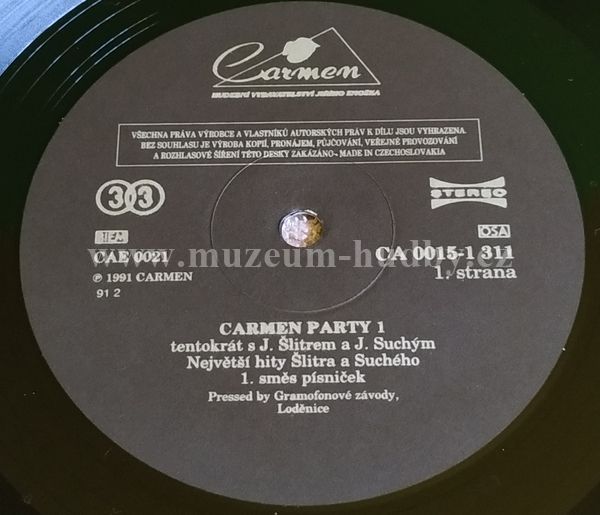 Carmen
HUDEBNÍ VYDAVATELSTVÍ JIŘÍHO ENOŠKA
VŠECHNA PRÁVA VÝROBCE A VLASTNÍKŮ AUTORSKÝCH PRÁV K DÍLU JSOU VYHRAZENA.
BEZ SOUHLASU JE VÝROBA KOPIÍ, PRONÁJEM, PŮJČOVÁNÍ, VEŘEJNÉ PROVOZOVÁNÍ
A ROZHLASOVÉ ŠÍŘENÍ TÉTO DESKY ZAKÁZÁNO - MADE IN CZECHOSLOVAKIA
33
STEREO
BIEM
OSA
CAE 0021
CA 0015-1 311
www.muzeum-hudby.cz
℗ 1991 CARMEN
1. strana
91 2
CARMEN PARTY 1
tentokrát s J. Šlitrem a J. Suchým
Největší hity Šlitra a Suchého
1. směs písniček
Pressed by Gramofonové závody,
Loděnice